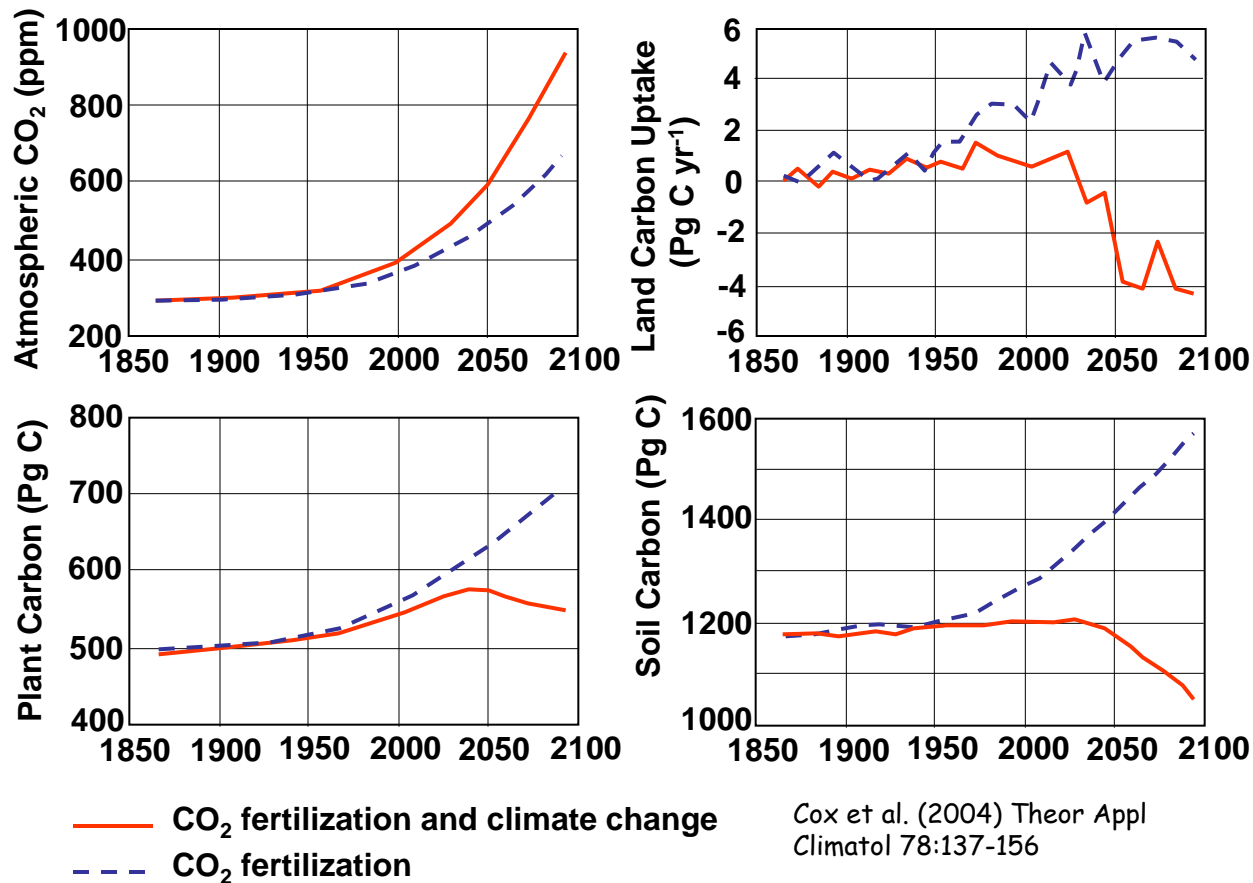 Atmospheric CO₂ (ppm)
1000
800
600
400
200
1850 1900 1950 2000 2050 2100
Land Carbon Uptake
(Pg C yr⁻¹)
6
4
2
0
-2
-4
-6
1850 1900 1950 2000 2050 2100
Plant Carbon (Pg C)
800
700
600
500
400
1850 1900 1950 2000 2050 2100
Soil Carbon (Pg C)
1600
1400
1200
1000
1850 1900 1950 2000 2050 2100
CO₂ fertilization and climate change
CO₂ fertilization
Cox et al. (2004) Theor Appl
Climatol 78:137-156